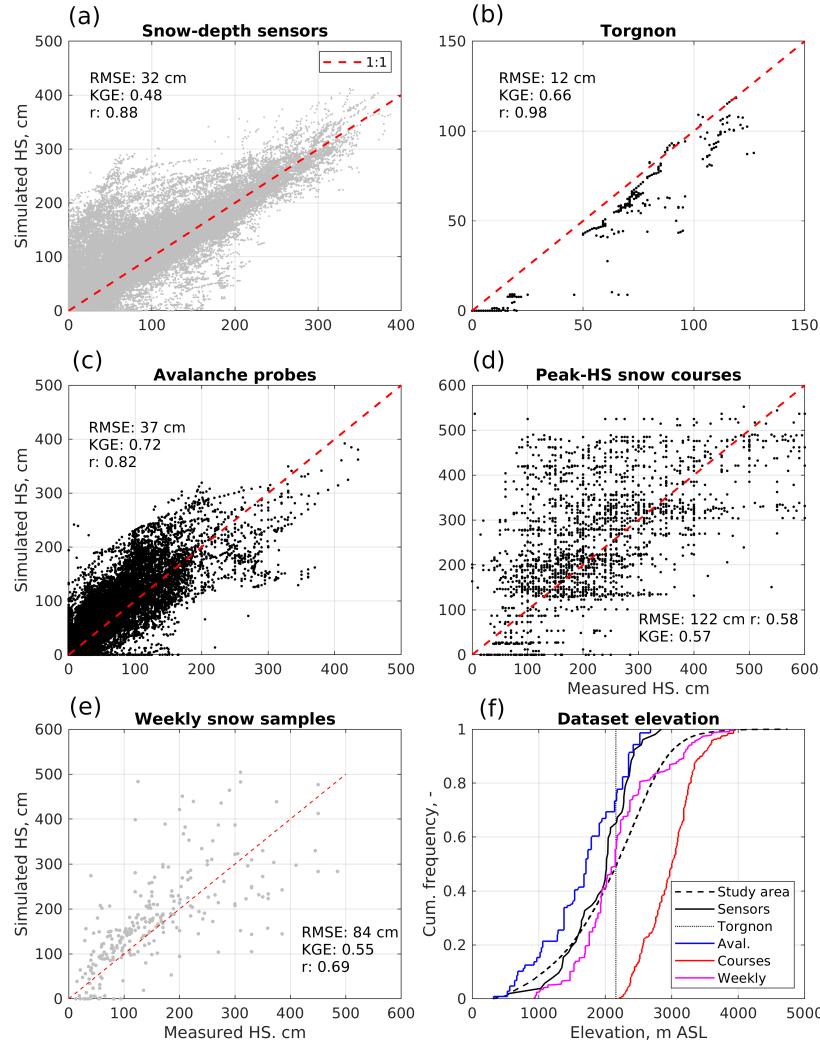 (a)
Snow-depth sensors
500
400
300
200
100
0
Simulated HS, cm
RMSE: 32 cm
KGE: 0.48
r: 0.88
1:1
0 100 200 300 400
(b)
Torgnon
150
100
50
0
RMSE: 12 cm
KGE: 0.66
r: 0.98
50 100 150
(c)
Avalanche probes
500
400
300
200
100
0
Simulated HS, cm
RMSE: 37 cm
KGE: 0.72
r: 0.82
0 100 200 300 400 500
(d)
Peak-HS snow courses
600
500
400
300
200
100
0
RMSE: 122 cm r: 0.58
KGE: 0.57
0 100 200 300 400 500 600
Measured HS. cm
(e)
Weekly snow samples
600
500
400
300
200
100
0
Simulated HS, cm
RMSE: 84 cm
KGE: 0.55
r: 0.69
0 100 200 300 400 500 600
Measured HS. cm
(f)
Dataset elevation
1
0.8
0.6
0.4
0.2
0
Cum. frequency, -
Study area
Sensors
Torgnon
Aval.
Courses
Weekly
0 1000 2000 3000 4000 5000
Elevation, m ASL